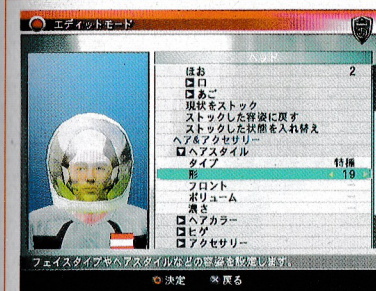 エディットモード
ヘッド
ほお 2
口
あご
現状をストック
ストックした容姿に戻す
ストックした状態を入れ替え
ヘア&アクセサリー
ヘアスタイル
タイプ 特種
形 19
フロント
ボリューム
濃さ
ヘアカラー
ヒゲ
アクセサリー
フェイスタイプやヘアスタイルなどの容姿を設定します。
決定 戻る